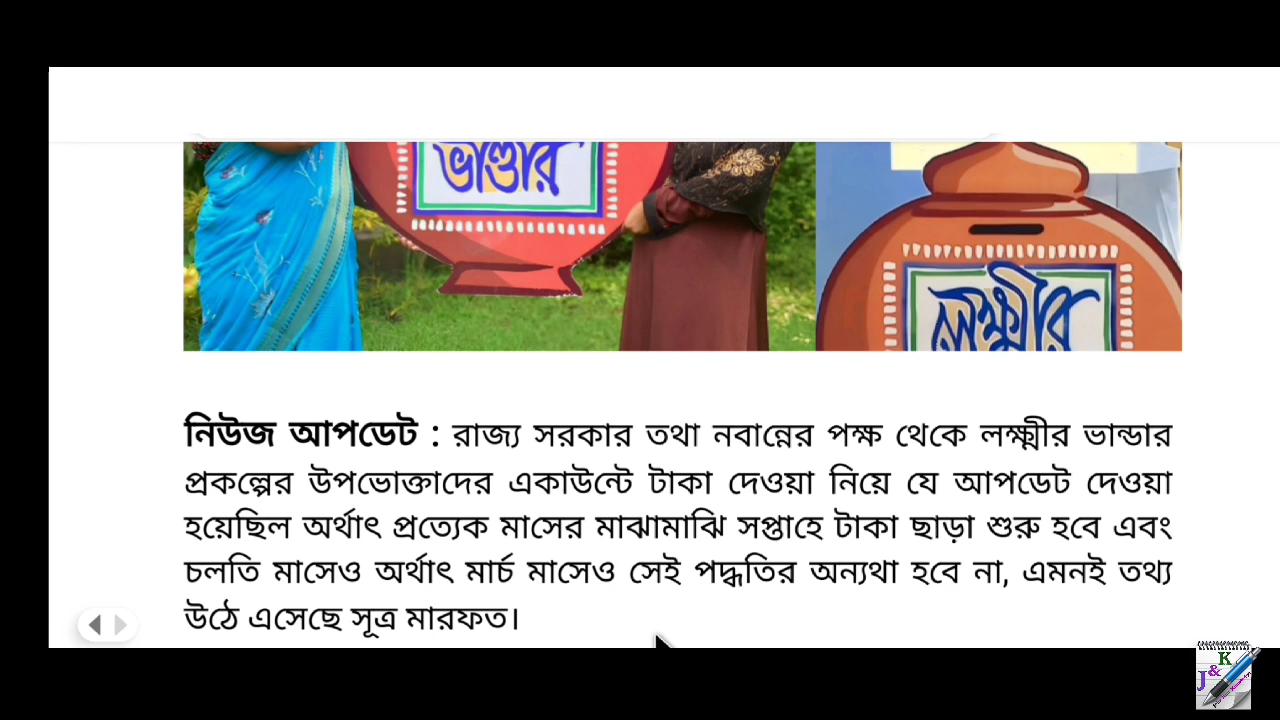 ভাণ্ডার
লক্ষ্মীর
নিউজ আপডেট : রাজ্য সরকার তথা নবান্নের পক্ষ থেকে লক্ষ্মীর ভান্ডার
প্রকল্পের উপভোক্তাদের একাউন্টে টাকা দেওয়া নিয়ে যে আপডেট দেওয়া
হয়েছিল অর্থাৎ প্রত্যেক মাসের মাঝামাঝি সপ্তাহে টাকা ছাড়া শুরু হবে এবং
চলতি মাসেও অর্থাৎ মার্চ মাসেও সেই পদ্ধতির অন্যথা হবে না, এমনই তথ্য
উঠে এসেছে সূত্র মারফত।
J&K